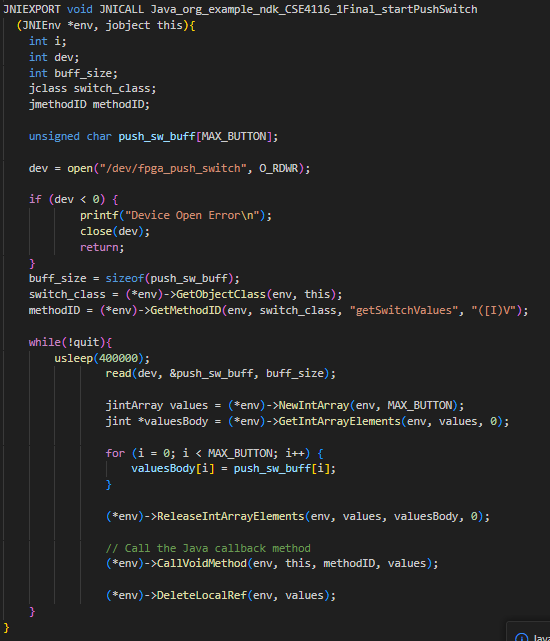 JNIEXPORT void JNICALL Java_org_example_ndk_CSE4116_1Final_startPushSwitch
(JNIEnv *env, jobject this){
int i;
int dev;
int buff_size;
jclass switch_class;
jmethodID methodID;
unsigned char push_sw_buff[MAX_BUTTON];
dev = open("/dev/fpga_push_switch", O_RDWR);
if (dev < 0) {
printf("Device Open Error\n");
close(dev);
return;
}
buff_size = sizeof(push_sw_buff);
switch_class = (*env)->GetObjectClass(env, this);
methodID = (*env)->GetMethodID(env, switch_class, "getSwitchValues", "([I)V");
while(!quit){
usleep(400000);
read(dev, &push_sw_buff, buff_size);
jintArray values = (*env)->NewIntArray(env, MAX_BUTTON);
jint *valuesBody = (*env)->GetIntArrayElements(env, values, 0);
for (i = 0; i < MAX_BUTTON; i++) {
valuesBody[i] = push_sw_buff[i];
}
(*env)->ReleaseIntArrayElements(env, values, valuesBody, 0);
// Call the Java callback method
(*env)->CallVoidMethod(env, this, methodID, values);
(*env)->DeleteLocalRef(env, values);
}
}